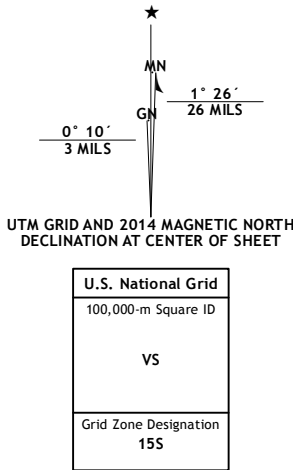 ★
MN
1° 26´
26 MILS
GN
0° 10´
3 MILS
UTM GRID AND 2014 MAGNETIC NORTH
DECLINATION AT CENTER OF SHEET
U.S. National Grid
100,000-m Square ID
VS
Grid Zone Designation
15S